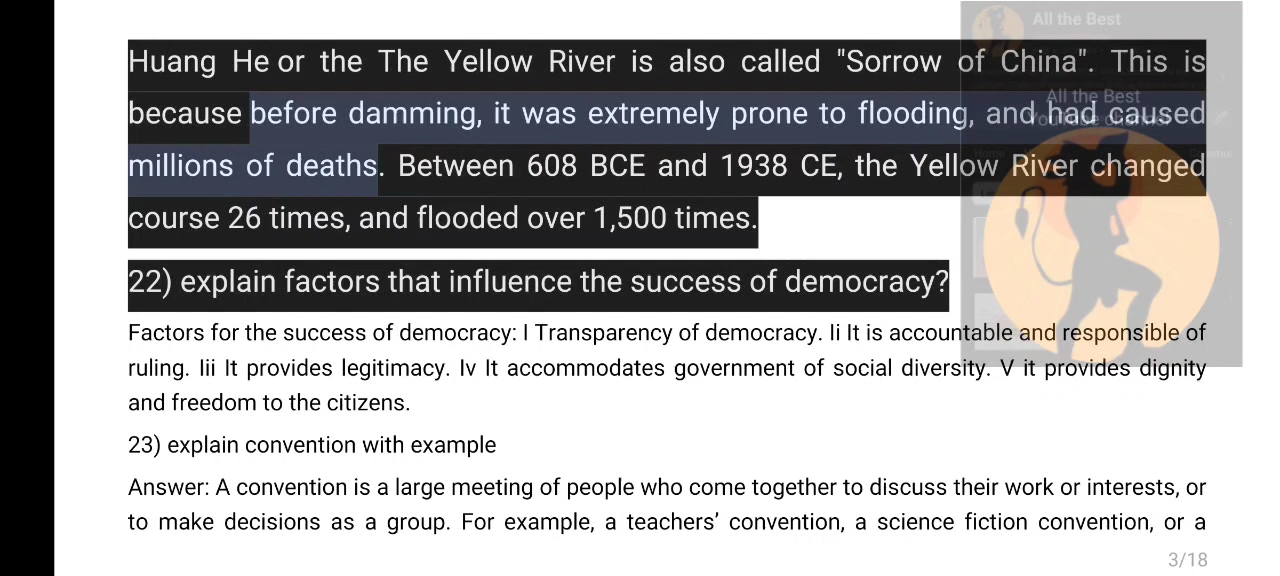 All the Best
Huang He or the The Yellow River is also called "Sorrow of China". This is
All the Best
because before damming, it was extremely prone to flooding, and had caused
Youtube channel
millions of deaths. Between 608 BCE and 1938 CE, the Yellow River changed
course 26 times, and flooded over 1,500 times.
22) explain factors that influence the success of democracy?
Factors for the success of democracy: I Transparency of democracy. Ii It is accountable and responsible of
ruling. Iii It provides legitimacy. Iv It accommodates government of social diversity. V it provides dignity
and freedom to the citizens.
23) explain convention with example
Answer: A convention is a large meeting of people who come together to discuss their work or interests, or
to make decisions as a group. For example, a teachers’ convention, a science fiction convention, or a
3/18